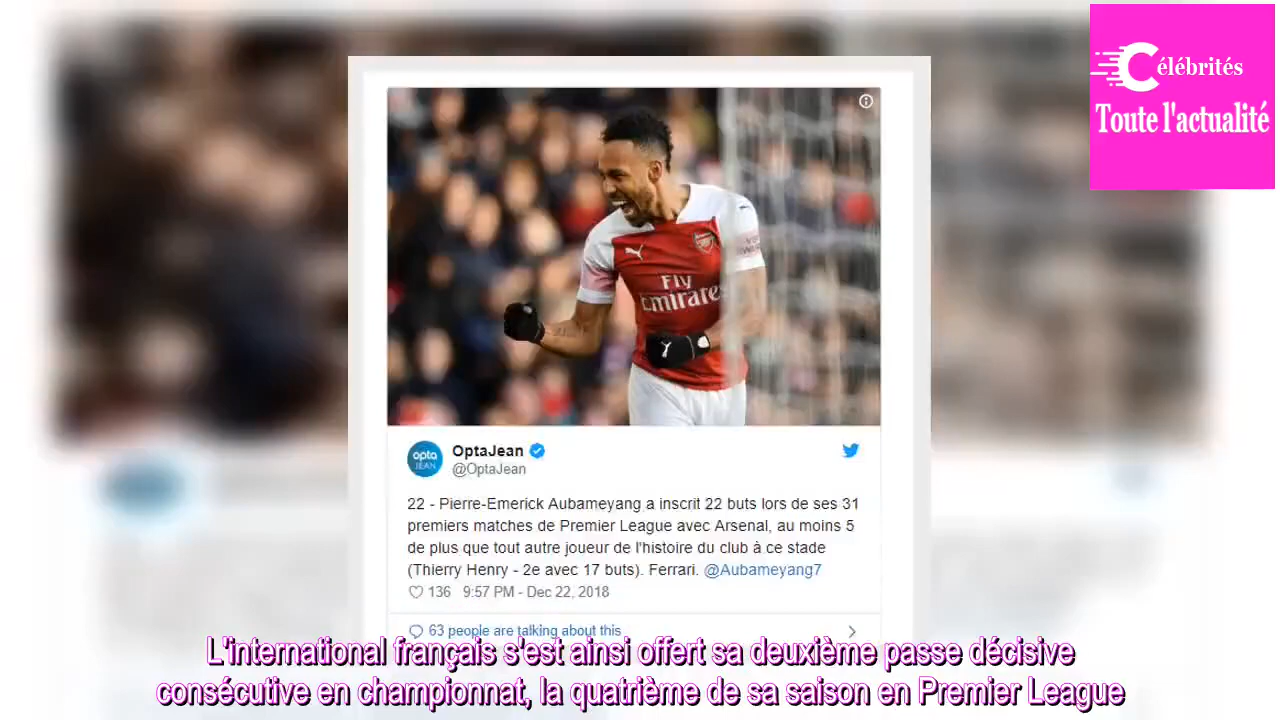 Célébrités
Toute l'actualité
Fly
Emirates
opta
JEAN
OptaJean
@OptaJean
22 - Pierre-Emerick Aubameyang a inscrit 22 buts lors de ses 31
premiers matches de Premier League avec Arsenal, au moins 5
de plus que tout autre joueur de l'histoire du club à ce stade
(Thierry Henry - 2e avec 17 buts). Ferrari. @Aubameyang7
136 9:57 PM - Dec 22, 2018
63 people are talking about this
L'international français s'est ainsi offert sa deuxième passe décisive
consécutive en championnat, la quatrième de sa saison en Premier League